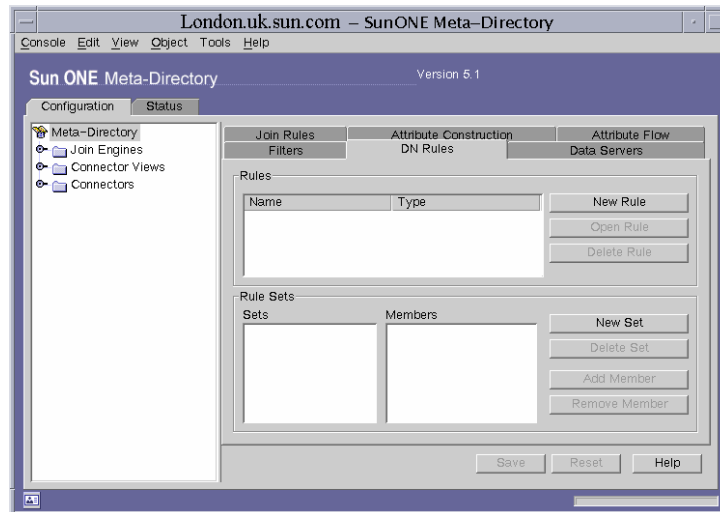 London.uk.sun.com – SunONE Meta-Directory
Console Edit View Object Tools Help
Sun ONE Meta-Directory
Version 5.1
Configuration Status
Meta-Directory
Join Engines
Connector Views
Connectors
Join Rules Attribute Construction Attribute Flow
Filters DN Rules Data Servers
Rules
Name Type
New Rule
Open Rule
Delete Rule
Rule Sets
Sets Members
New Set
Delete Set
Add Member
Remove Member
Save Reset Help